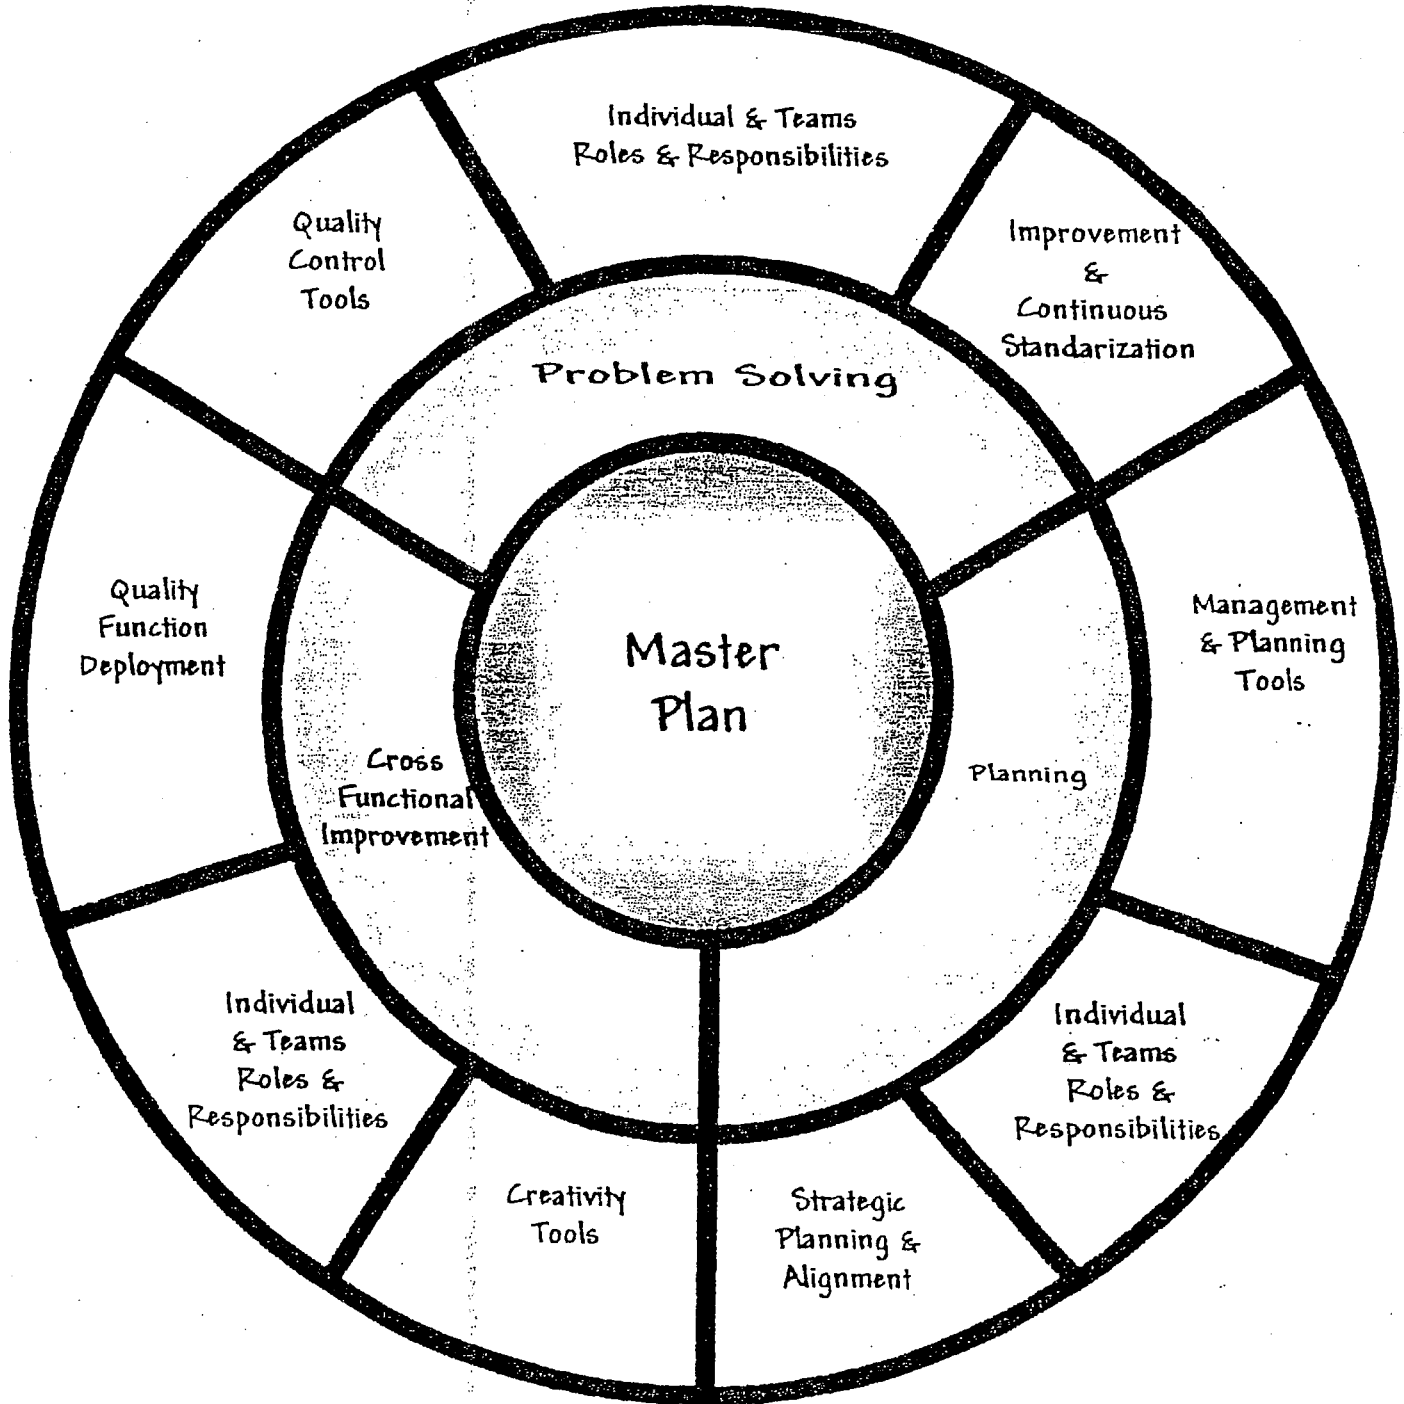 Individual & Teams
Roles & Responsibilities
Quality
Control
Tools
Improvement
&
Continuous
Standarization
Problem Solving
Quality
Function
Deployment
Management
& Planning
Tools
Master
Plan
Cross
Functional
Improvement
Planning
Individual
& Teams
Roles &
Responsibilities
Individual
& Teams
Roles &
Responsibilities
Creativity
Tools
Strategic
Planning &
Alignment